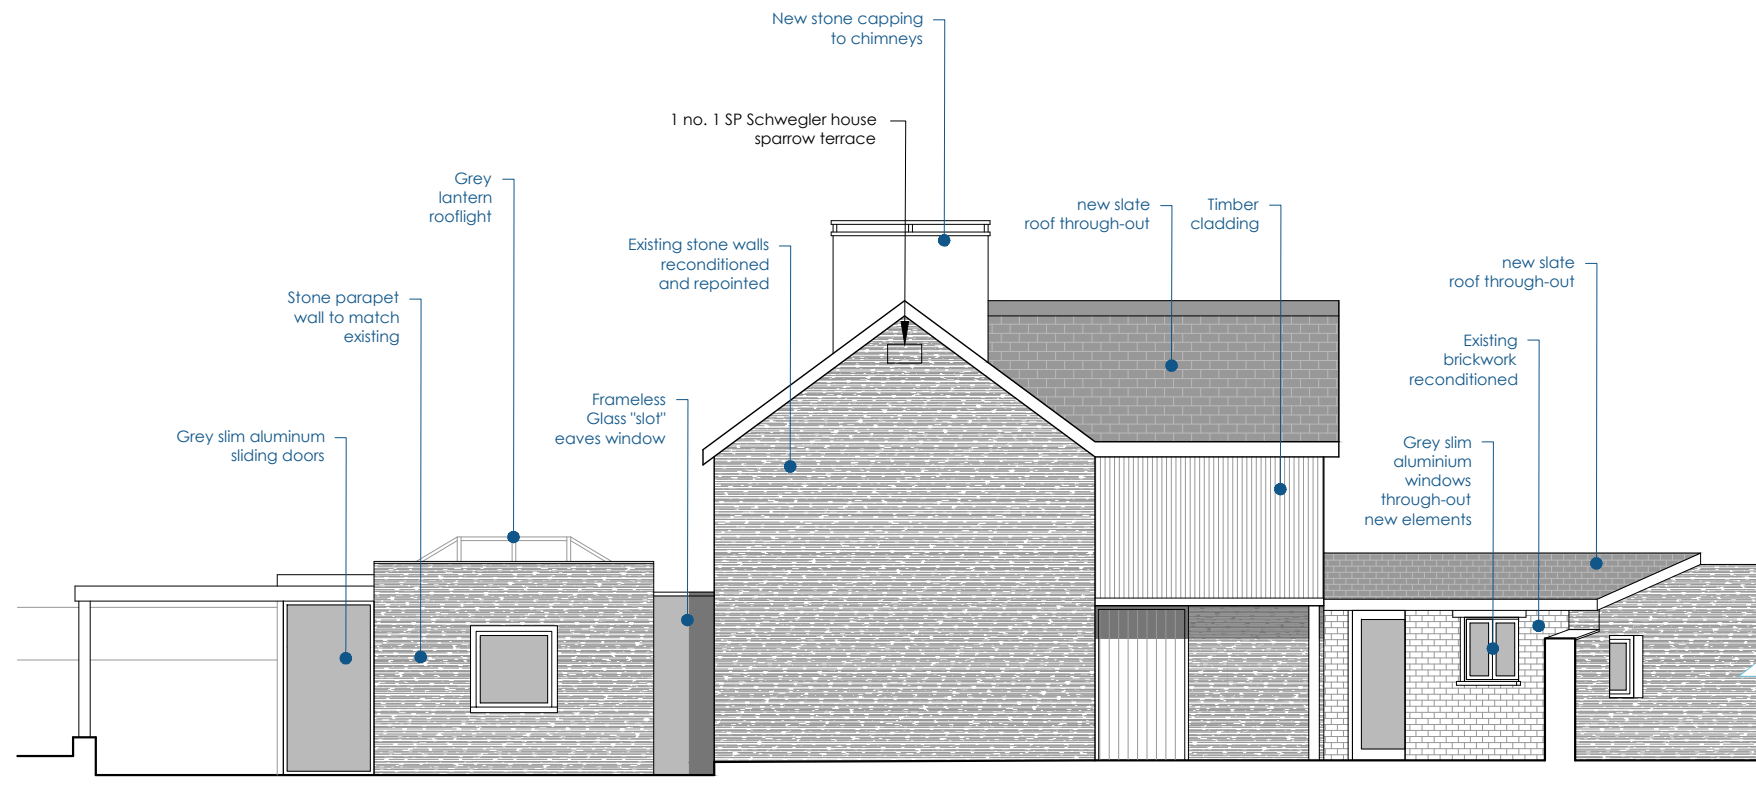 New stone capping
to chimneys
1 no. 1 SP Schwegler house
sparrow terrace
Grey
lantern
rooflight
new slate
roof through-out
Timber
cladding
Existing stone walls
reconditioned
and repointed
new slate
roof through-out
Stone parapet
wall to match
existing
Existing
brickwork
reconditioned
Frameless
Glass "slot"
eaves window
Grey slim aluminum
sliding doors
Grey slim
aluminium
windows
through-out
new elements